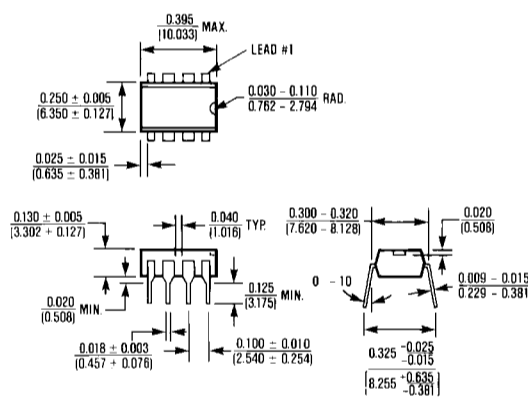 0.395
(10.033) MAX.
LEAD #1
0.250 ± 0.005
(6.350 ± 0.127)
0.030 – 0.110
0.762 – 2.794 RAD.
0.025 ± 0.015
(0.635 ± 0.381)
0.130 ± 0.005
(3.302 + 0.127)
0.040
(1.016) TYP.
0.300 – 0.320
(7.620 – 8.128)
0.020
(0.508)
0.020
(0.508) MIN.
0.125
(3.175) MIN.
0 – 10
0.009 – 0.015
0.229 – 0.381
0.018 ± 0.003
(0.457 + 0.076)
0.100 ± 0.010
(2.540 ± 0.254)
0.325 -0.025
-0.015
8.255 +0.635
-0.381